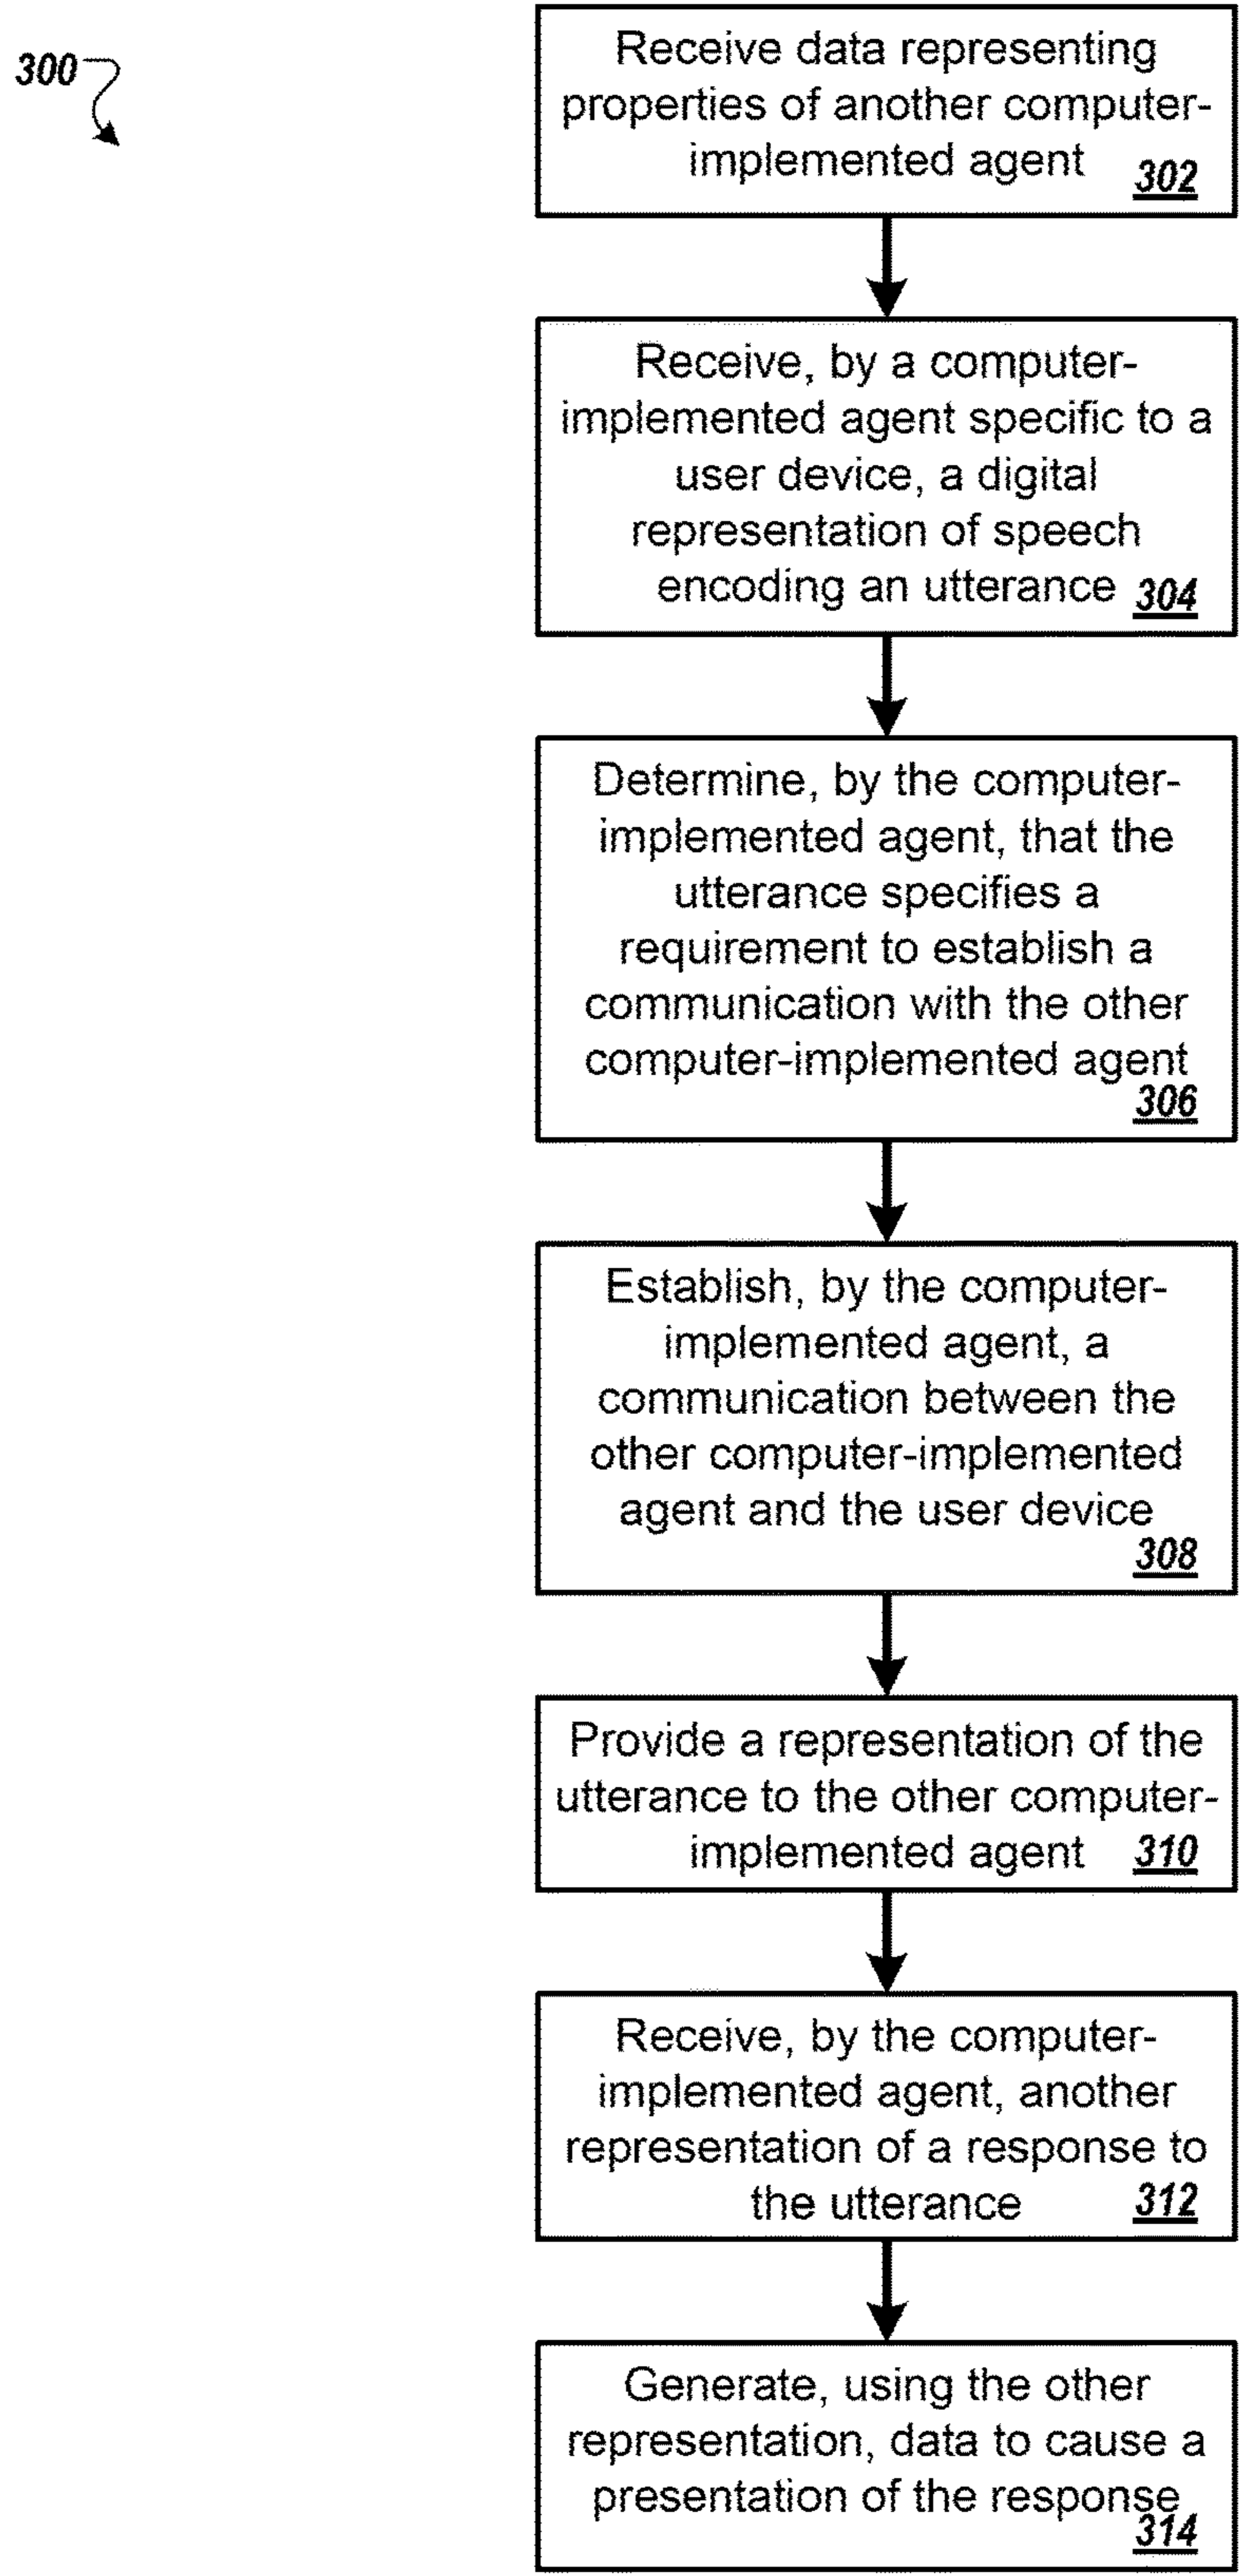 300
Receive data representing
properties of another computer-
implemented agent 302
Receive, by a computer-
implemented agent specific to a
user device, a digital
representation of speech
encoding an utterance 304
Determine, by the computer-
implemented agent, that the
utterance specifies a
requirement to establish a
communication with the other
computer-implemented agent
306
Establish, by the computer-
implemented agent, a
communication between the
other computer-implemented
agent and the user device
308
Provide a representation of the
utterance to the other computer-
implemented agent 310
Receive, by the computer-
implemented agent, another
representation of a response to
the utterance 312
Generate, using the other
representation, data to cause a
presentation of the response
314